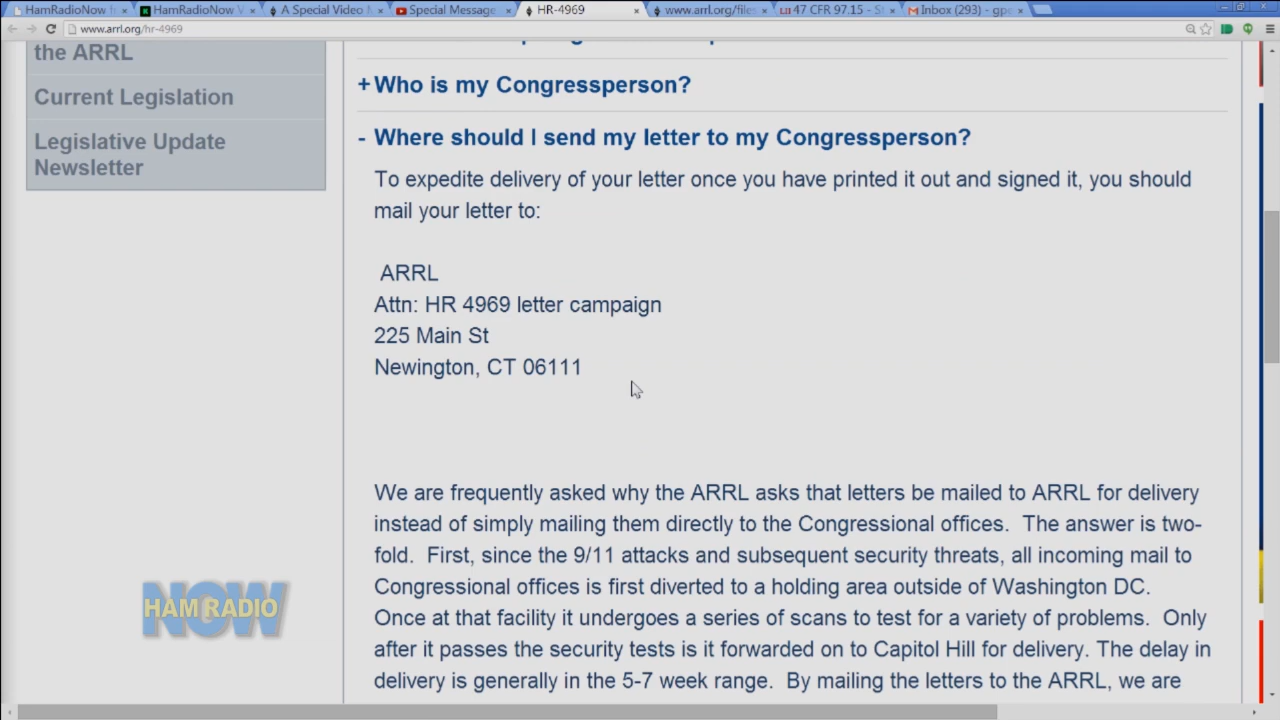 HamRadioNow h
HamRadioNow V
A Special Video M
Special Message
HR-4969
www.arrl.org/files
47 CFR 97.15 - St
Inbox (293) - gpe
www.arrl.org/hr-4969
the ARRL
Current Legislation
Legislative Update
Newsletter
+Who is my Congressperson?
- Where should I send my letter to my Congressperson?
To expedite delivery of your letter once you have printed it out and signed it, you should
mail your letter to:
ARRL
Attn: HR 4969 letter campaign
225 Main St
Newington, CT 06111
We are frequently asked why the ARRL asks that letters be mailed to ARRL for delivery
instead of simply mailing them directly to the Congressional offices.  The answer is two-
fold.  First, since the 9/11 attacks and subsequent security threats, all incoming mail to
Congressional offices is first diverted to a holding area outside of Washington DC.
Once at that facility it undergoes a series of scans to test for a variety of problems.  Only
after it passes the security tests is it forwarded on to Capitol Hill for delivery. The delay in
delivery is generally in the 5-7 week range.  By mailing the letters to the ARRL, we are
HAM RADIO
NOW